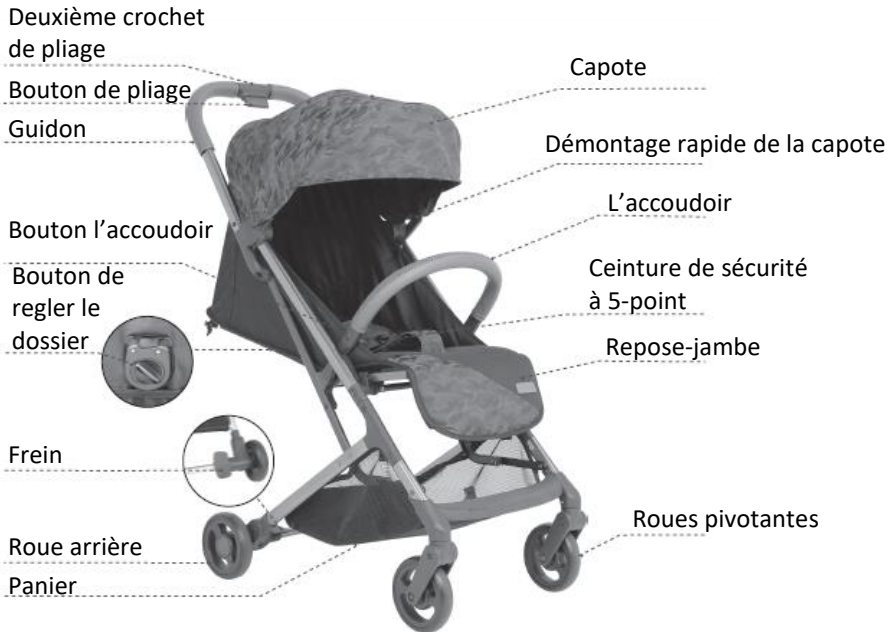 Deuxième crochet
de pliage
Bouton de pliage
Guidon
Bouton l’accoudoir
Bouton de
regler le
dossier
Frein
Roue arrière
Panier
Capote
Démontage rapide de la capote
L’accoudoir
Ceinture de sécurité
à 5-point
Repose-jambe
Roues pivotantes